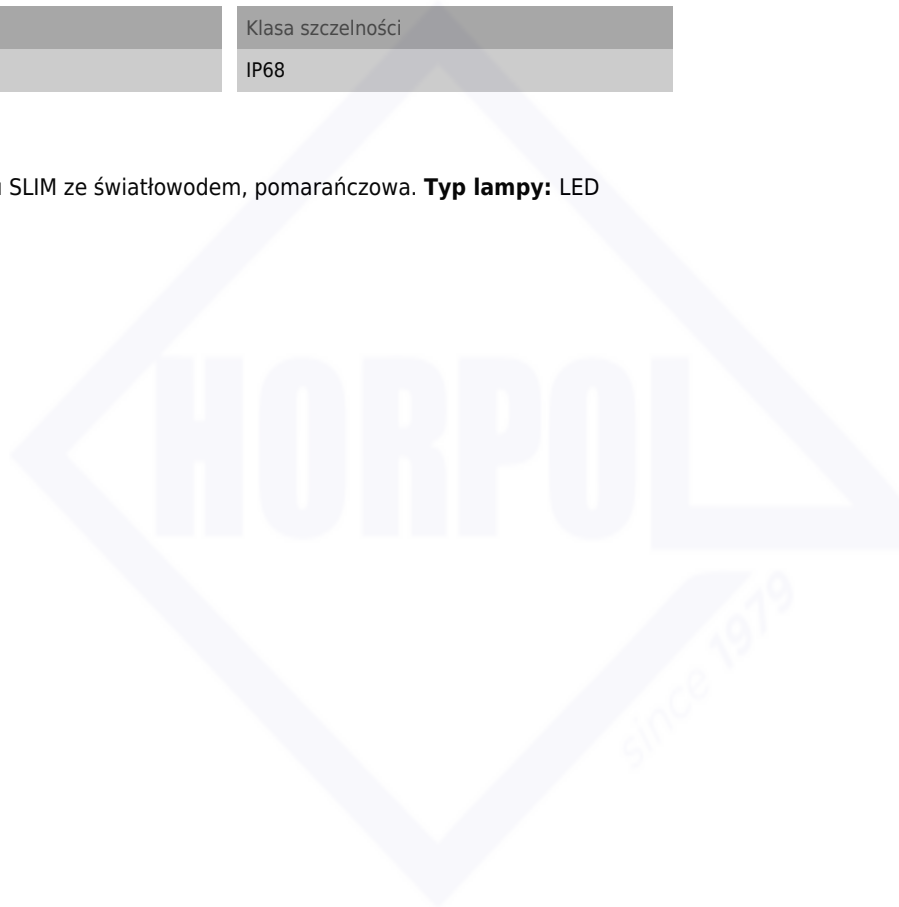 Klasa szczelności
IP68
SLIM ze światłowodem, pomarańczowa. Typ lampy: LED
HORPOL
since 1979